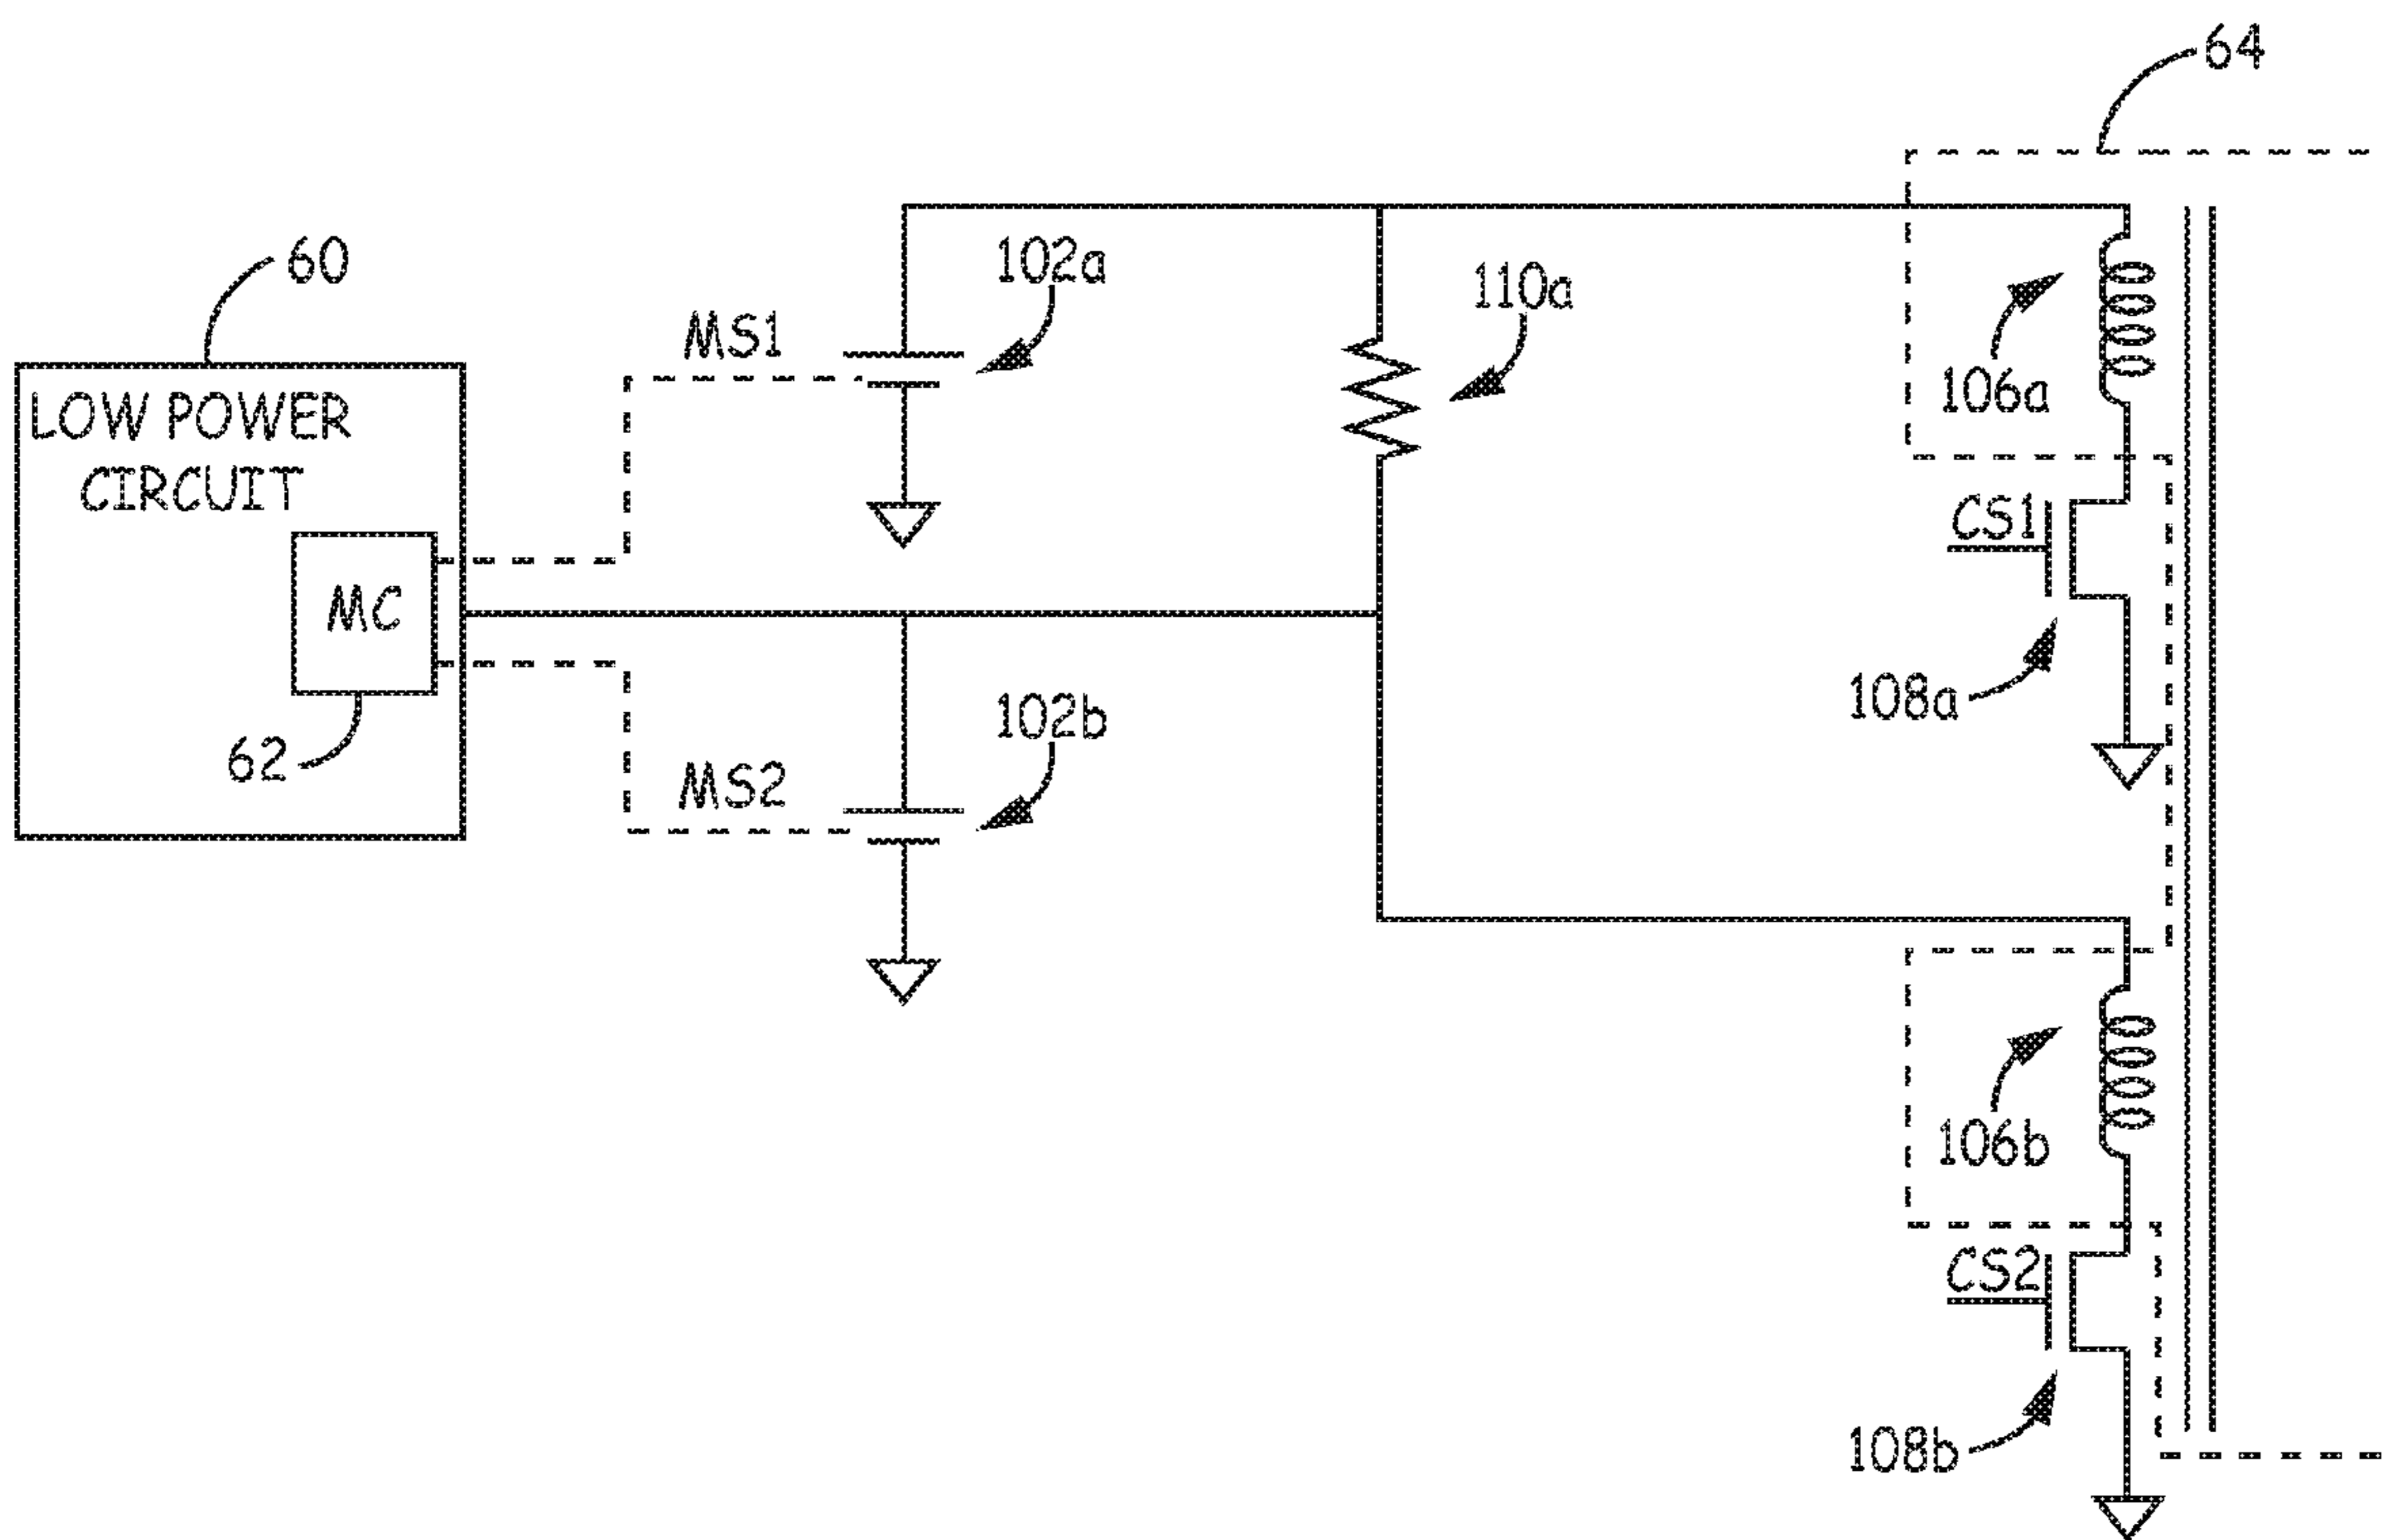 64
60
102a
110a
MS1
LOW POWER
CIRCUIT
106a
CS1
MC
108a
102b
62
MS2
106b
CS2
108b